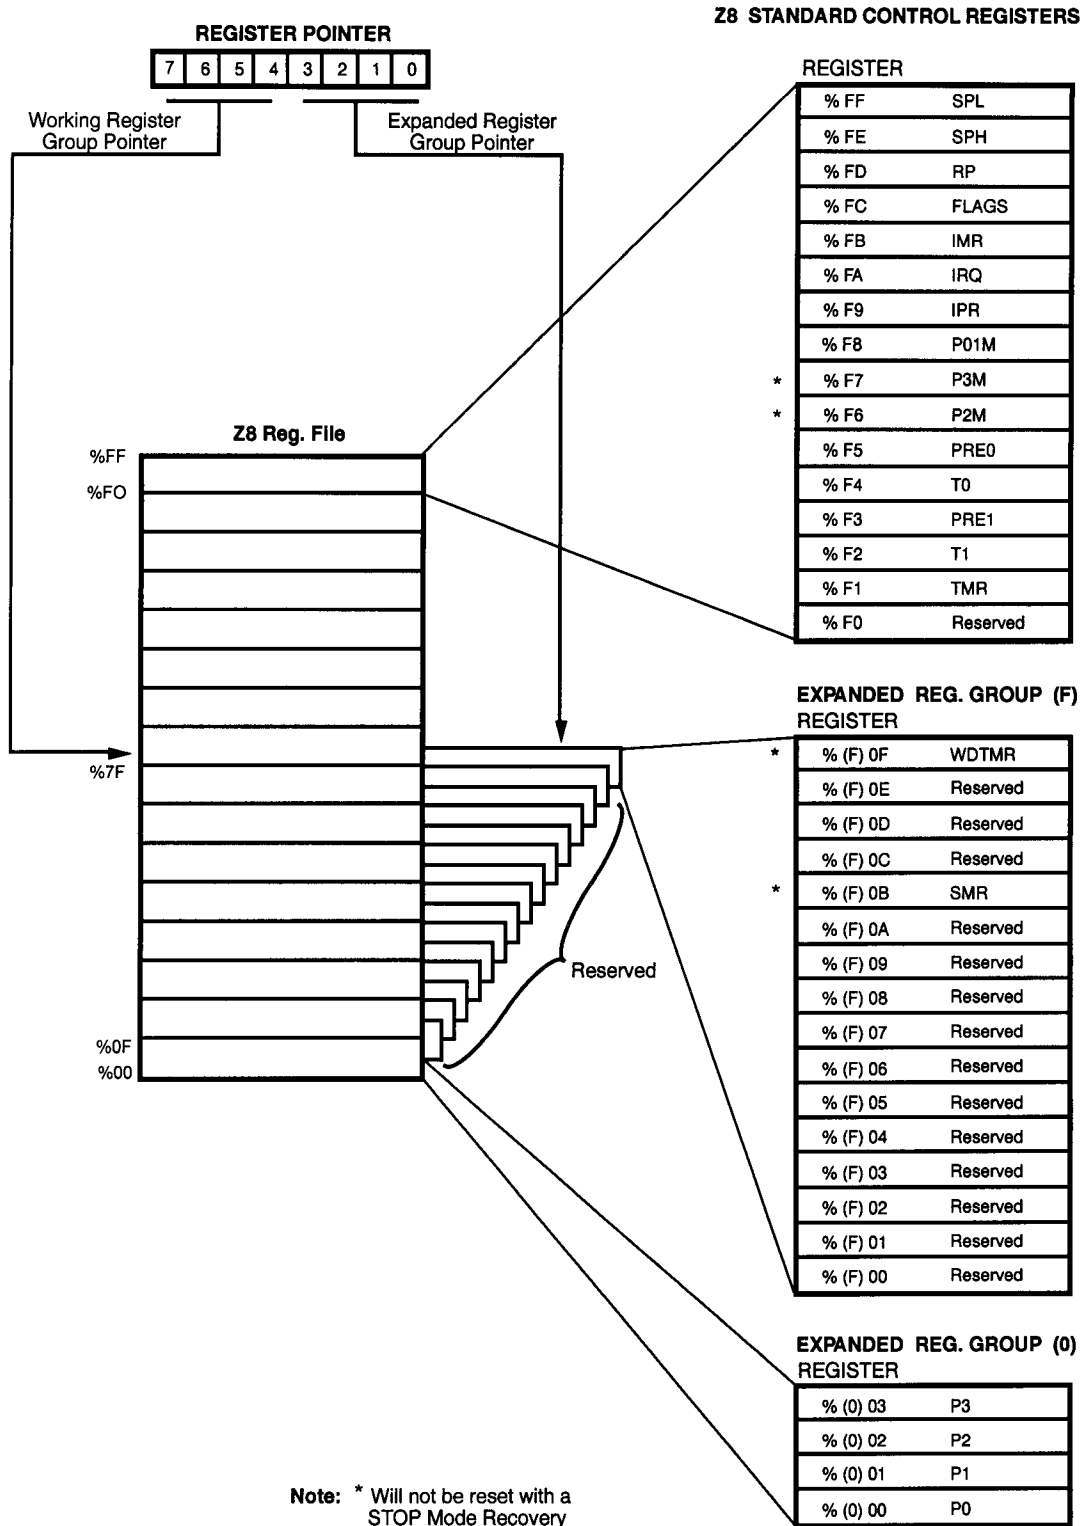 Z8 STANDARD CONTROL REGISTERS
REGISTER POINTER
7 6 5 4 3 2 1 0
Working Register
Group Pointer
Expanded Register
Group Pointer
REGISTER
% FF SPL
% FE SPH
% FD RP
% FC FLAGS
% FB IMR
% FA IRQ
% F9 IPR
% F8 P01M
* % F7 P3M
* % F6 P2M
% F5 PRE0
% F4 T0
% F3 PRE1
% F2 T1
% F1 TMR
% F0 Reserved
Z8 Reg. File
%FF
%FO
%7F
%0F
%00
Reserved
EXPANDED REG. GROUP (F)
REGISTER
* % (F) 0F WDTMR
% (F) 0E Reserved
% (F) 0D Reserved
% (F) 0C Reserved
* % (F) 0B SMR
% (F) 0A Reserved
% (F) 09 Reserved
% (F) 08 Reserved
% (F) 07 Reserved
% (F) 06 Reserved
% (F) 05 Reserved
% (F) 04 Reserved
% (F) 03 Reserved
% (F) 02 Reserved
% (F) 01 Reserved
% (F) 00 Reserved
EXPANDED REG. GROUP (0)
REGISTER
% (0) 03 P3
% (0) 02 P2
% (0) 01 P1
% (0) 00 P0
Note: * Will not be reset with a
STOP Mode Recovery